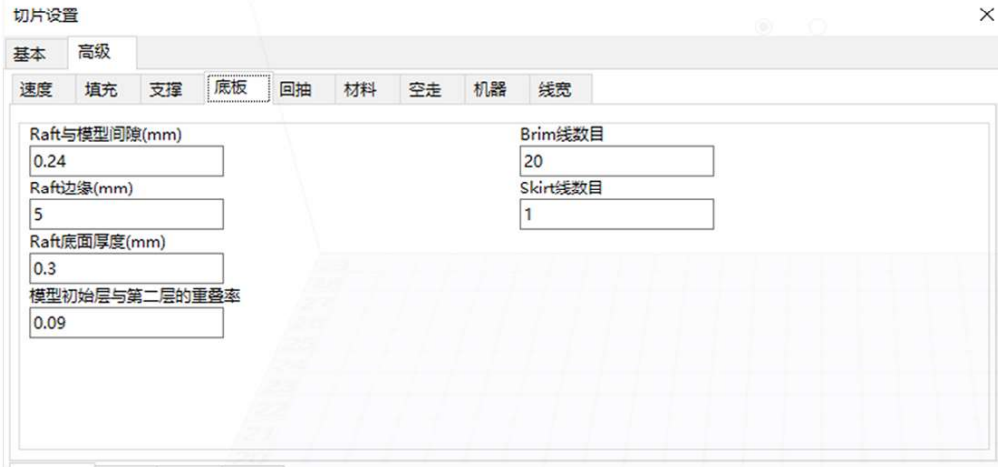 切片设置
基本 高级
速度 填充 支撑 底板 回抽 材料 空走 机器 线宽
Raft与模型间隙(mm) Brim线数目
0.24 20
Raft边缘(mm) Skirt线数目
5 1
Raft底面厚度(mm)
0.3
模型初始层与第二层的重叠率
0.09